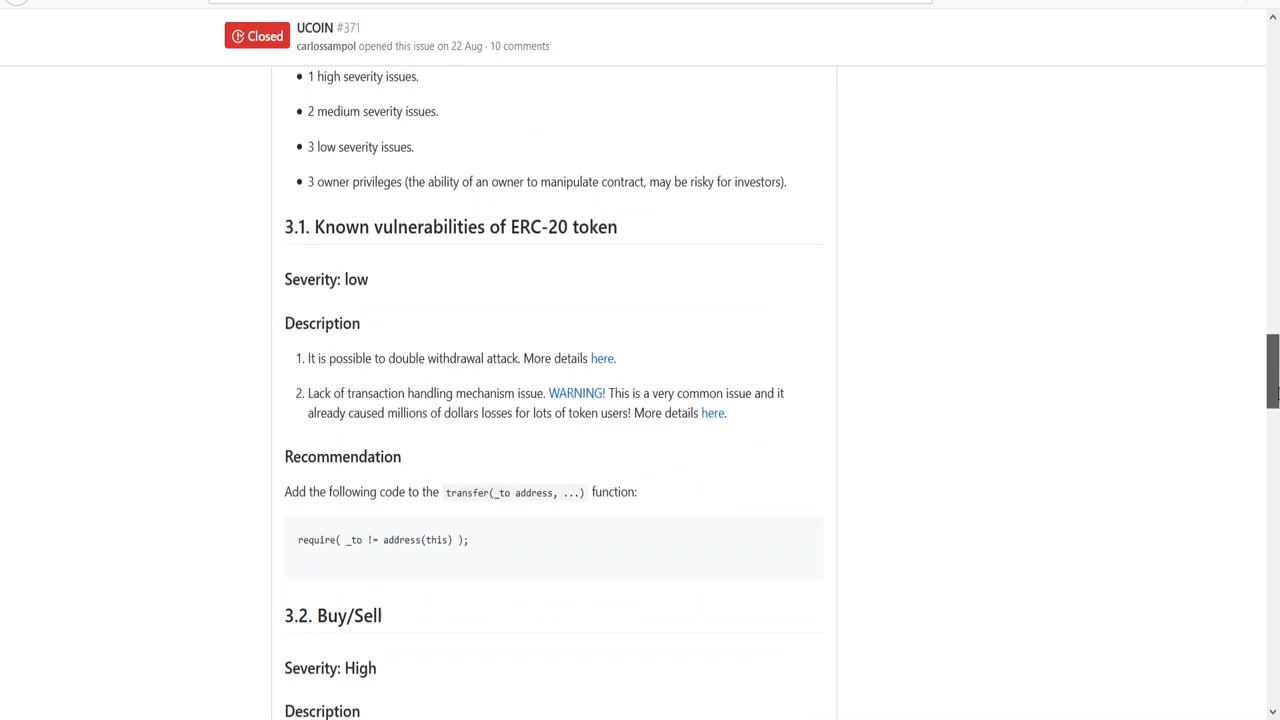 Closed
UCOIN #371
carlossampol opened this issue on 22 Aug · 10 comments
• 1 high severity issues.
• 2 medium severity issues.
• 3 low severity issues.
• 3 owner privileges (the ability of an owner to manipulate contract, may be risky for investors).
3.1. Known vulnerabilities of ERC-20 token
Severity: low
Description
1. It is possible to double withdrawal attack. More details here.
2. Lack of transaction handling mechanism issue. WARNING! This is a very common issue and it
already caused millions of dollars losses for lots of token users! More details here.
Recommendation
Add the following code to the transfer(_to address, ...) function:
require( _to != address(this) );
3.2. Buy/Sell
Severity: High
Description